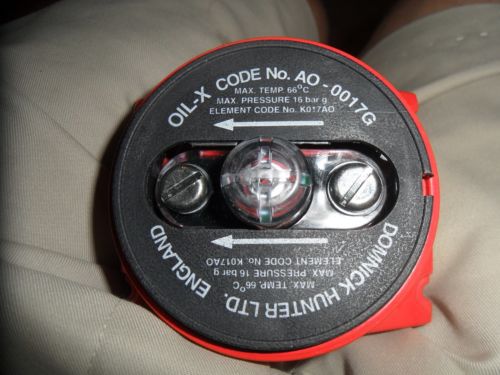 OIL-X CODE No. AO-0017G
MAX. TEMP. 66°C
MAX. PRESSURE 16 bar g
ELEMENT CODE No. K017AO
DOMNICK HUNTER LTD. ENGLAND
MAX. TEMP. 66°C
MAX. PRESSURE 16 bar g
ELEMENT CODE No. K017AO